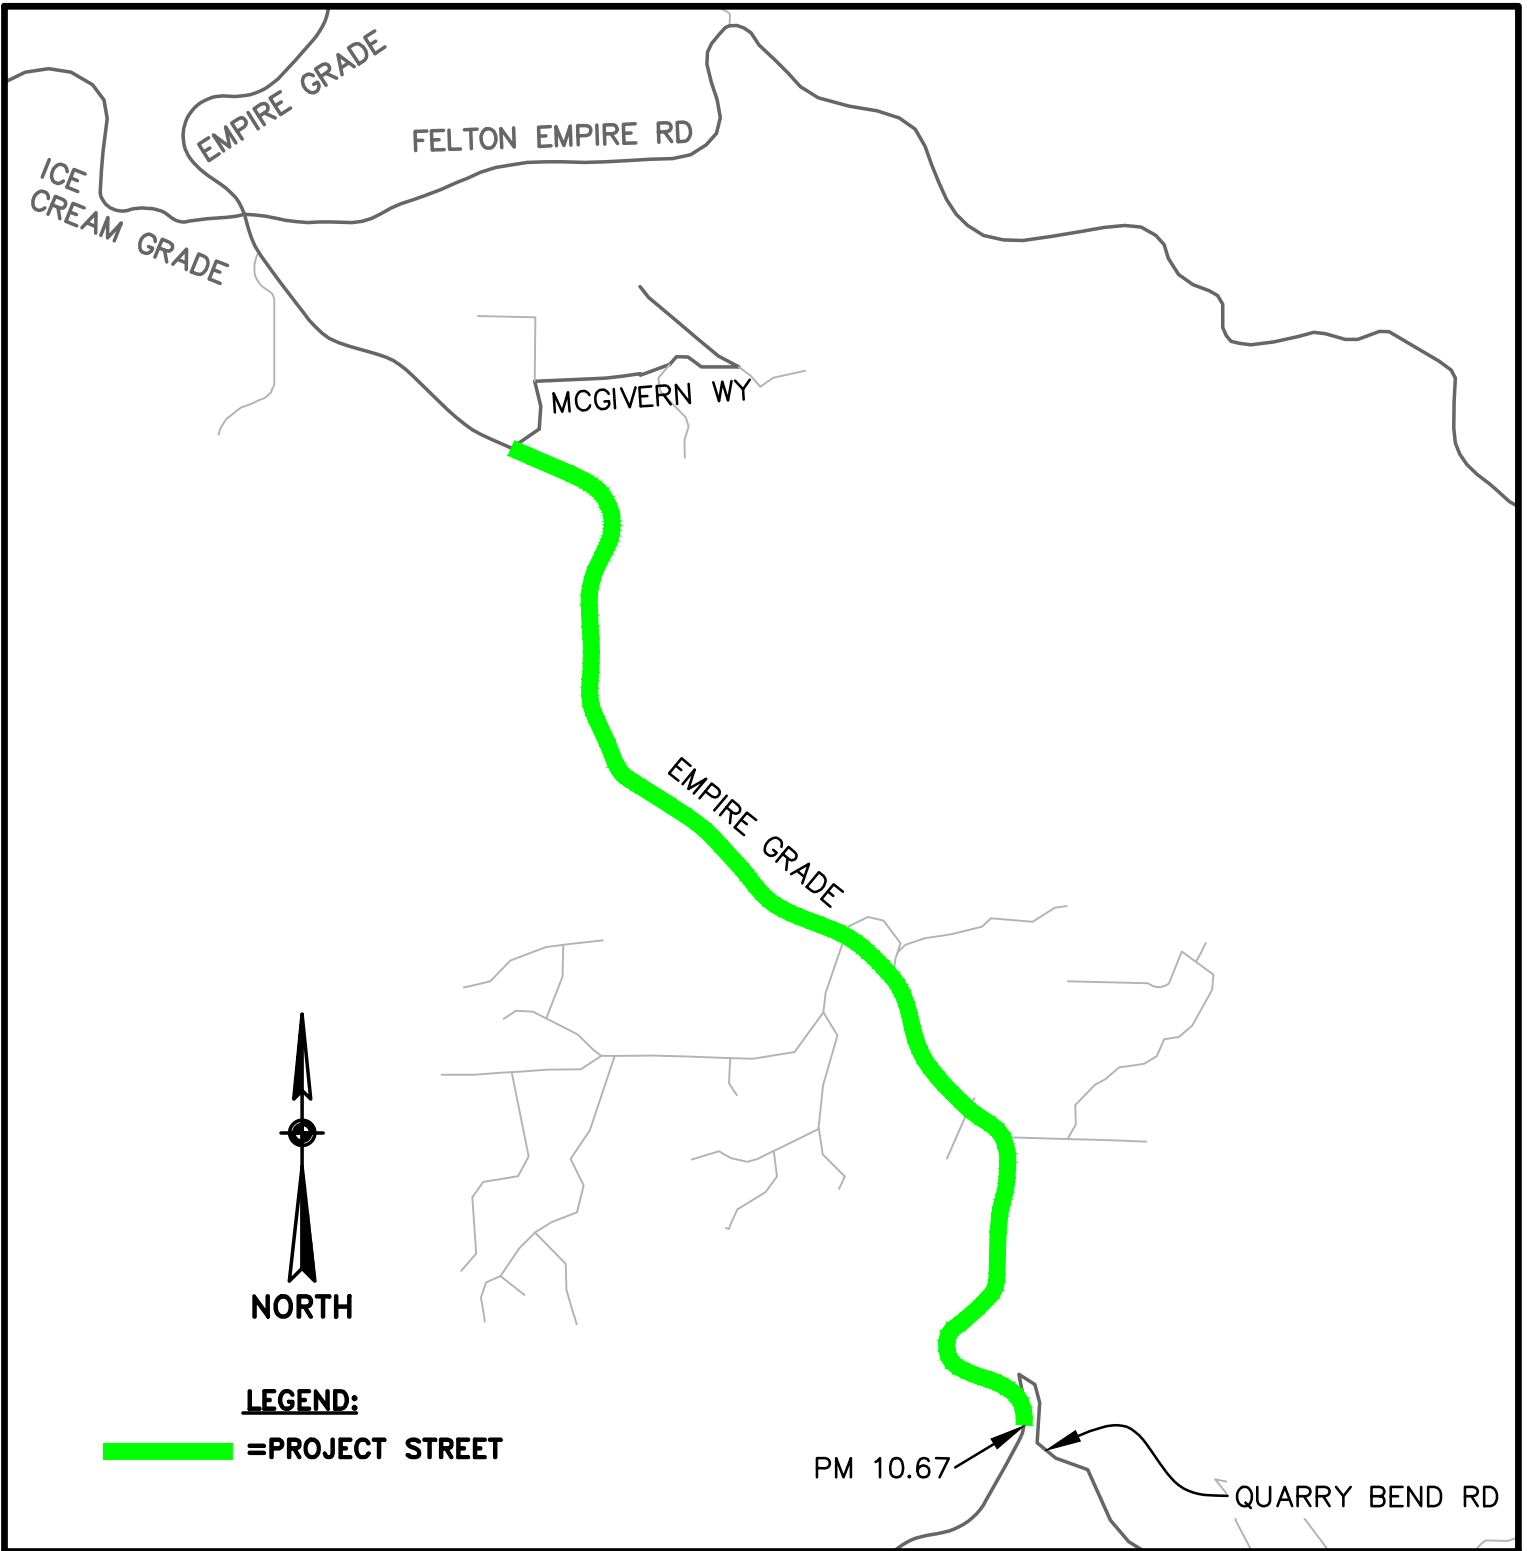 EMPIRE GRADE
FELTON EMPIRE RD
ICE
CREAM GRADE
MCGIVERN WY
EMPIRE GRADE
NORTH
LEGEND:
=PROJECT STREET
PM 10.67
QUARRY BEND RD